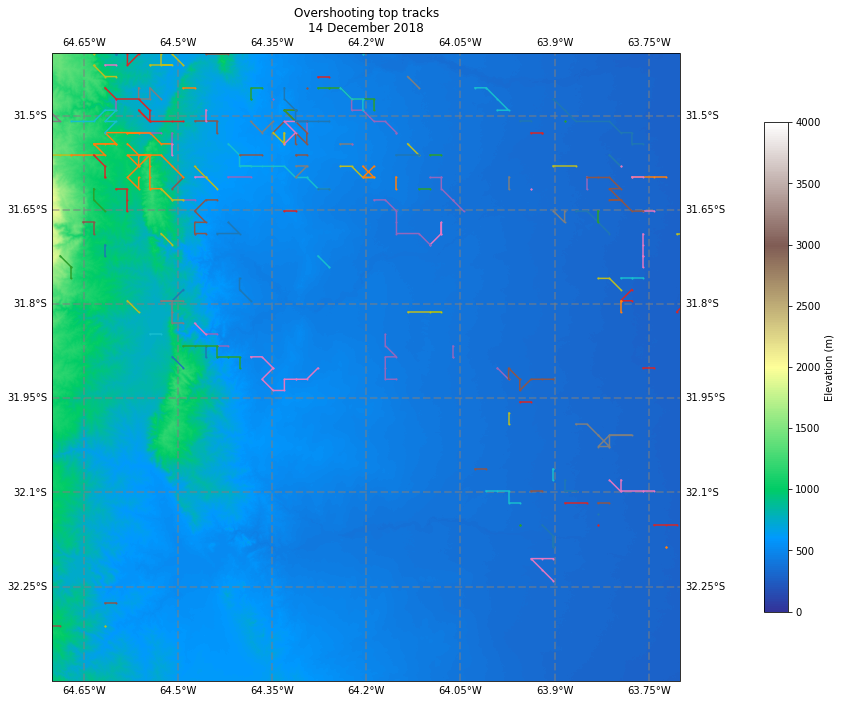 Overshooting top tracks
14 December 2018
64.65°W 64.5°W 64.35°W 64.2°W 64.05°W 63.9°W 63.75°W
31.5°S 31.5°S
31.65°S 31.65°S
31.8°S 31.8°S
31.95°S 31.95°S
32.1°S 32.1°S
32.25°S 32.25°S
64.65°W 64.5°W 64.35°W 64.2°W 64.05°W 63.9°W 63.75°W
4000
3500
3000
2500
2000
1500
1000
500
0
Elevation (m)